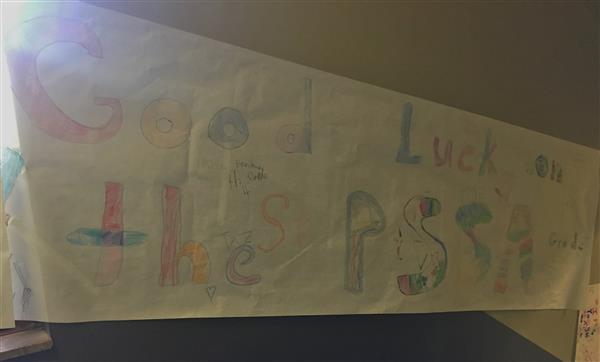 Good Luck on
the PSSA